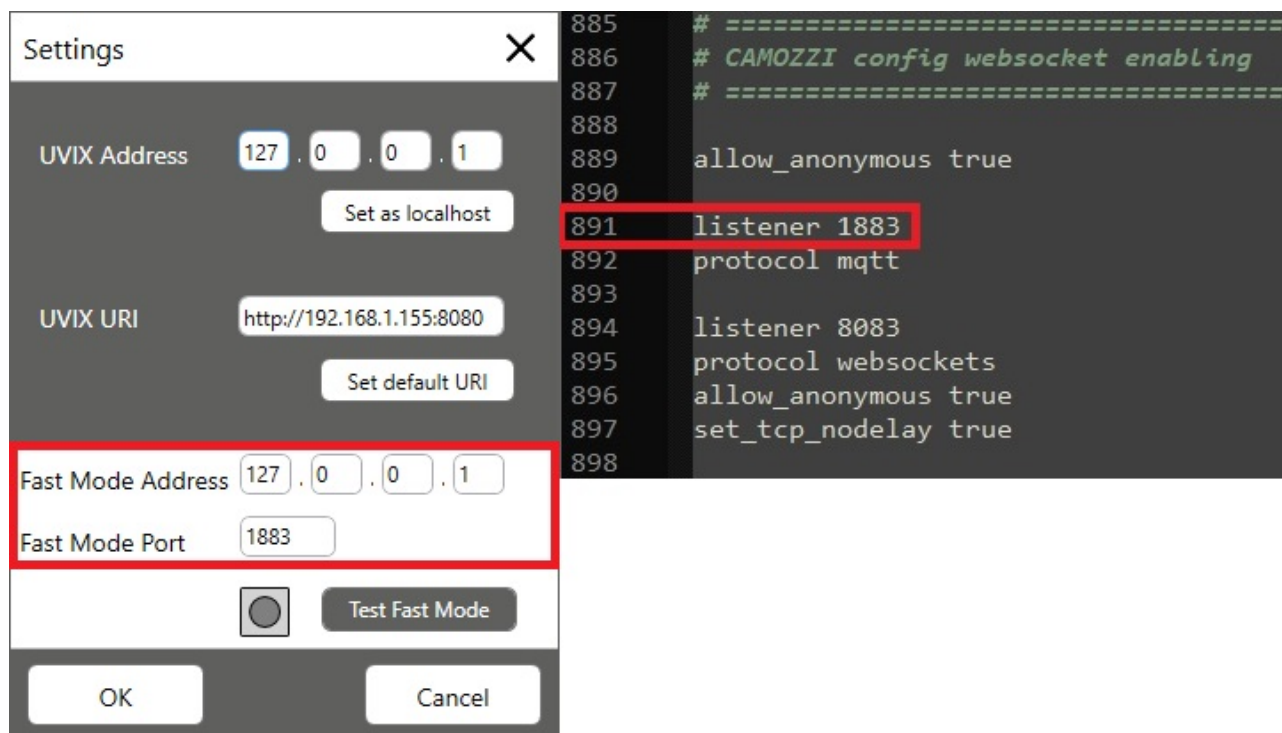 Settings
UVIX Address 127 . 0 . 0 . 1
Set as localhost
UVIX URI http://192.168.1.155:8080
Set default URI
Fast Mode Address 127 . 0 . 0 . 1
Fast Mode Port 1883
Test Fast Mode
OK Cancel
885 # ===================================
886 # CAMOZZI config websocket enabling
887 # ===================================
888
889 allow_anonymous true
890
891 listener 1883
892 protocol mqtt
893
894 listener 8083
895 protocol websockets
896 allow_anonymous true
897 set_tcp_nodelay true
898